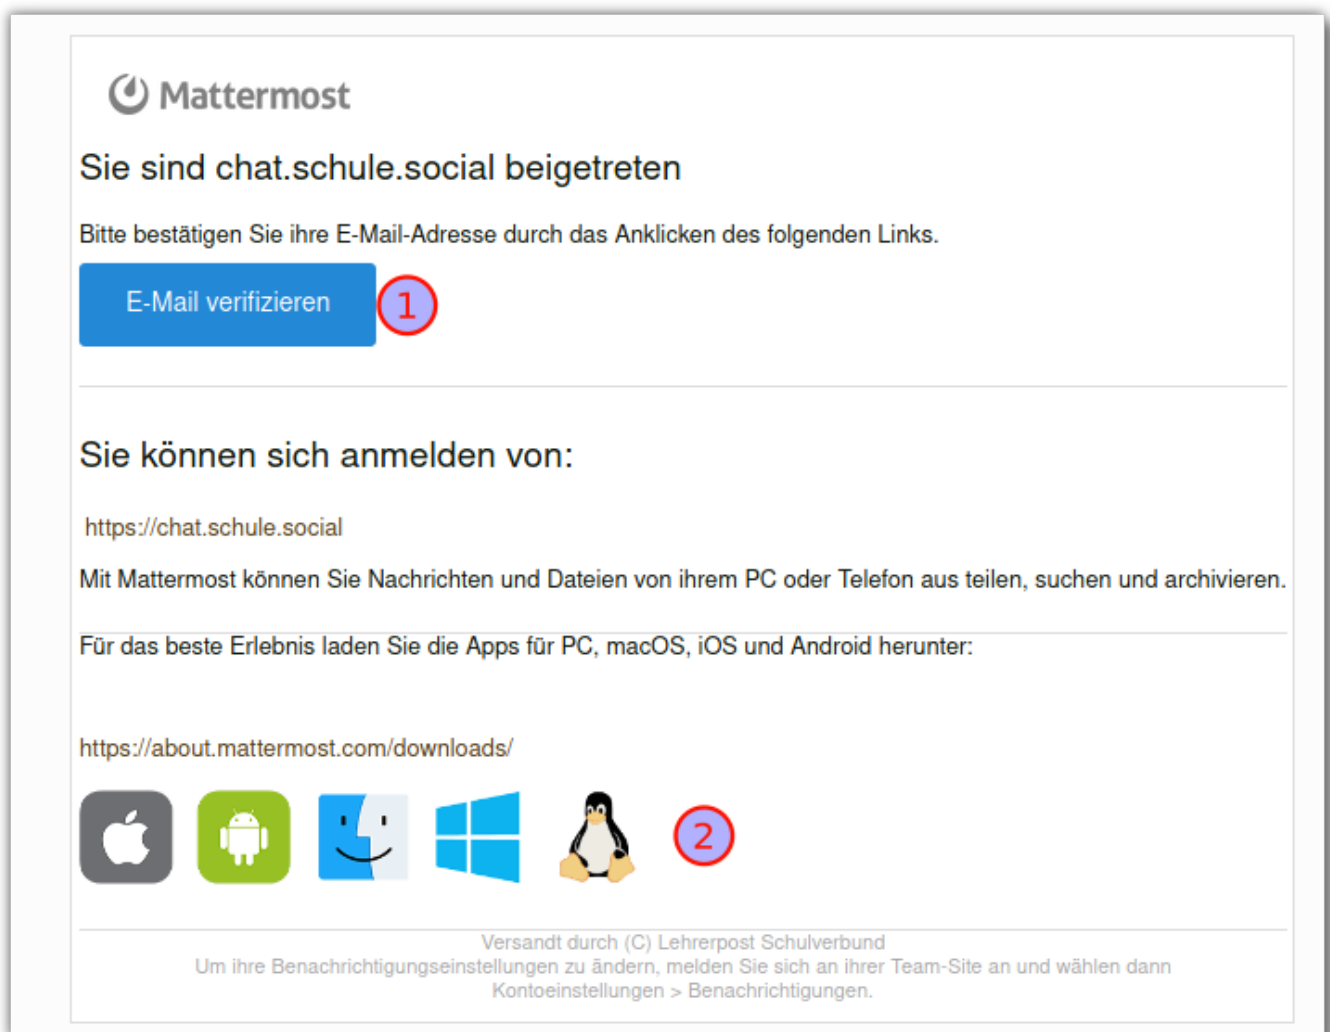 Mattermost
Sie sind chat.schule.social beigetreten
Bitte bestätigen Sie ihre E-Mail-Adresse durch das Anklicken des folgenden Links.
E-Mail verifizieren
1
Sie können sich anmelden von:
https://chat.schule.social
Mit Mattermost können Sie Nachrichten und Dateien von ihrem PC oder Telefon aus teilen, suchen und archivieren.
Für das beste Erlebnis laden Sie die Apps für PC, macOS, iOS und Android herunter:
https://about.mattermost.com/downloads/
2
Versandt durch (C) Lehrerpost Schulverbund
Um ihre Benachrichtigungseinstellungen zu ändern, melden Sie sich an ihrer Team-Site an und wählen dann
Kontoeinstellungen > Benachrichtigungen.